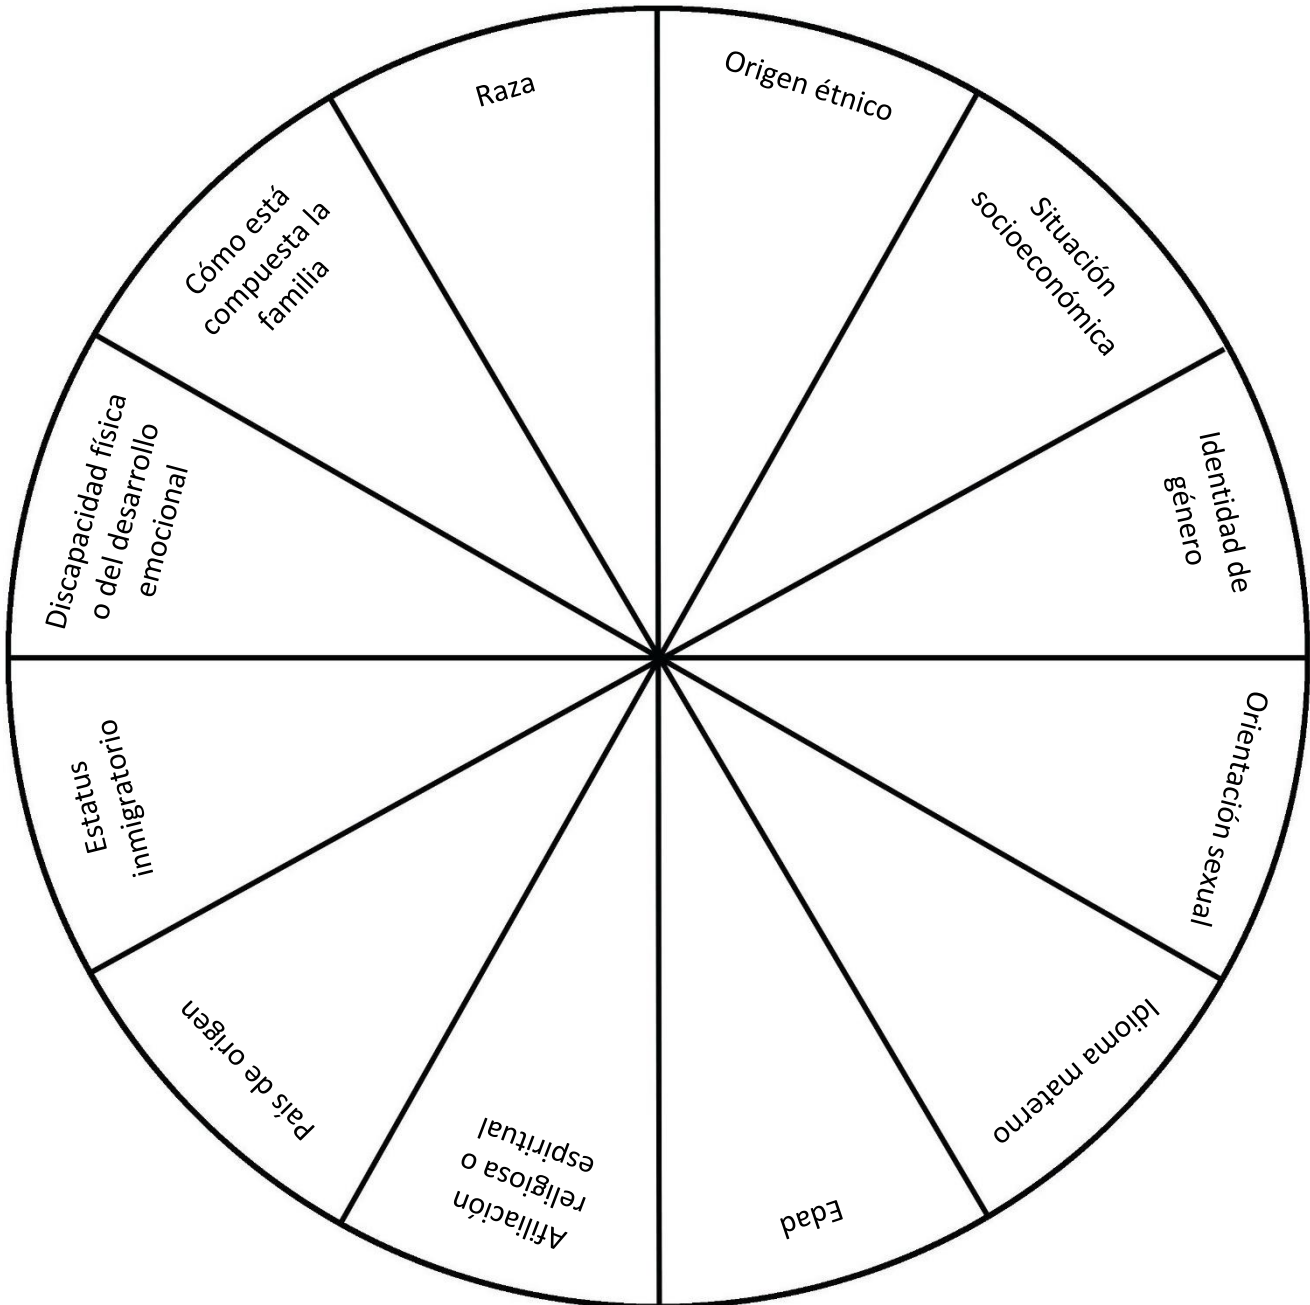 Raza
Origen étnico
Situación
socioeconómica
Identidad de
género
Orientación sexual
Idioma materno
Edad
Afiliación
religiosa o
espiritual
País de origen
Estatus
inmigratorio
Discapacidad física
o del desarrollo
emocional
Cómo está
compuesta la
familia